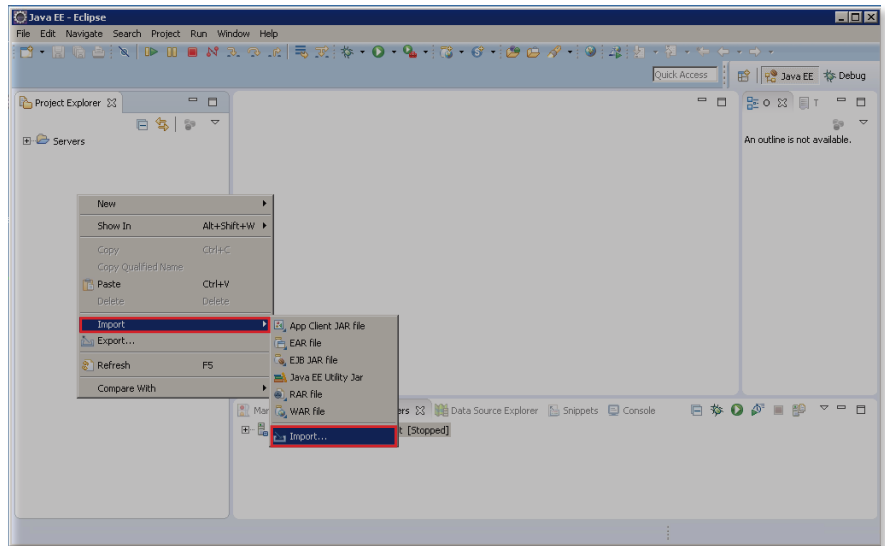 Java EE - Eclipse
File Edit Navigate Search Project Run Window Help
Quick Access
Java EE
Debug
Project Explorer
Servers
O
T
An outline is not available.
New
Show In Alt+Shift+W
Copy Ctrl+C
Copy Qualified Name
Paste Ctrl+V
Delete Delete
Import
Export...
Refresh F5
Compare With
App Client JAR file
EAR file
EJB JAR file
Java EE Utility Jar
RAR file
WAR file
Import...
Mar
ers
Data Source Explorer
Snippets
Console
t [Stopped]